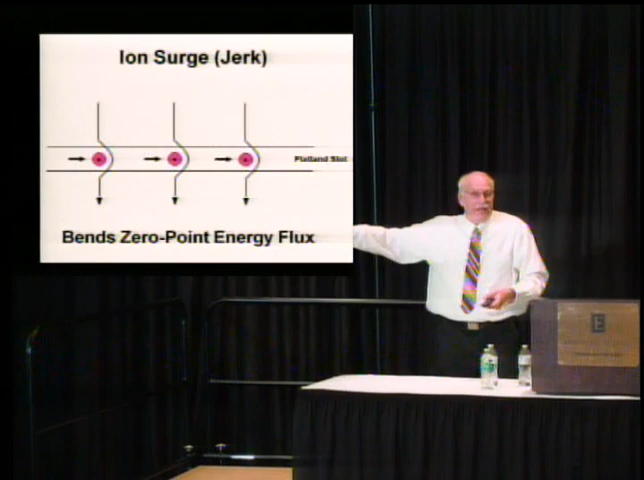 Ion Surge (Jerk)
Flatland Slot
Bends Zero-Point Energy Flux
E